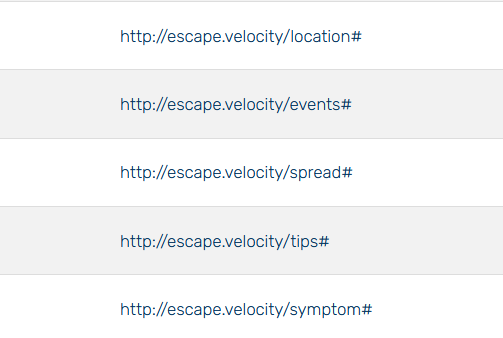 http://escape.velocity/location#
http://escape.velocity/events#
http://escape.velocity/spread#
http://escape.velocity/tips#
http://escape.velocity/symptom#